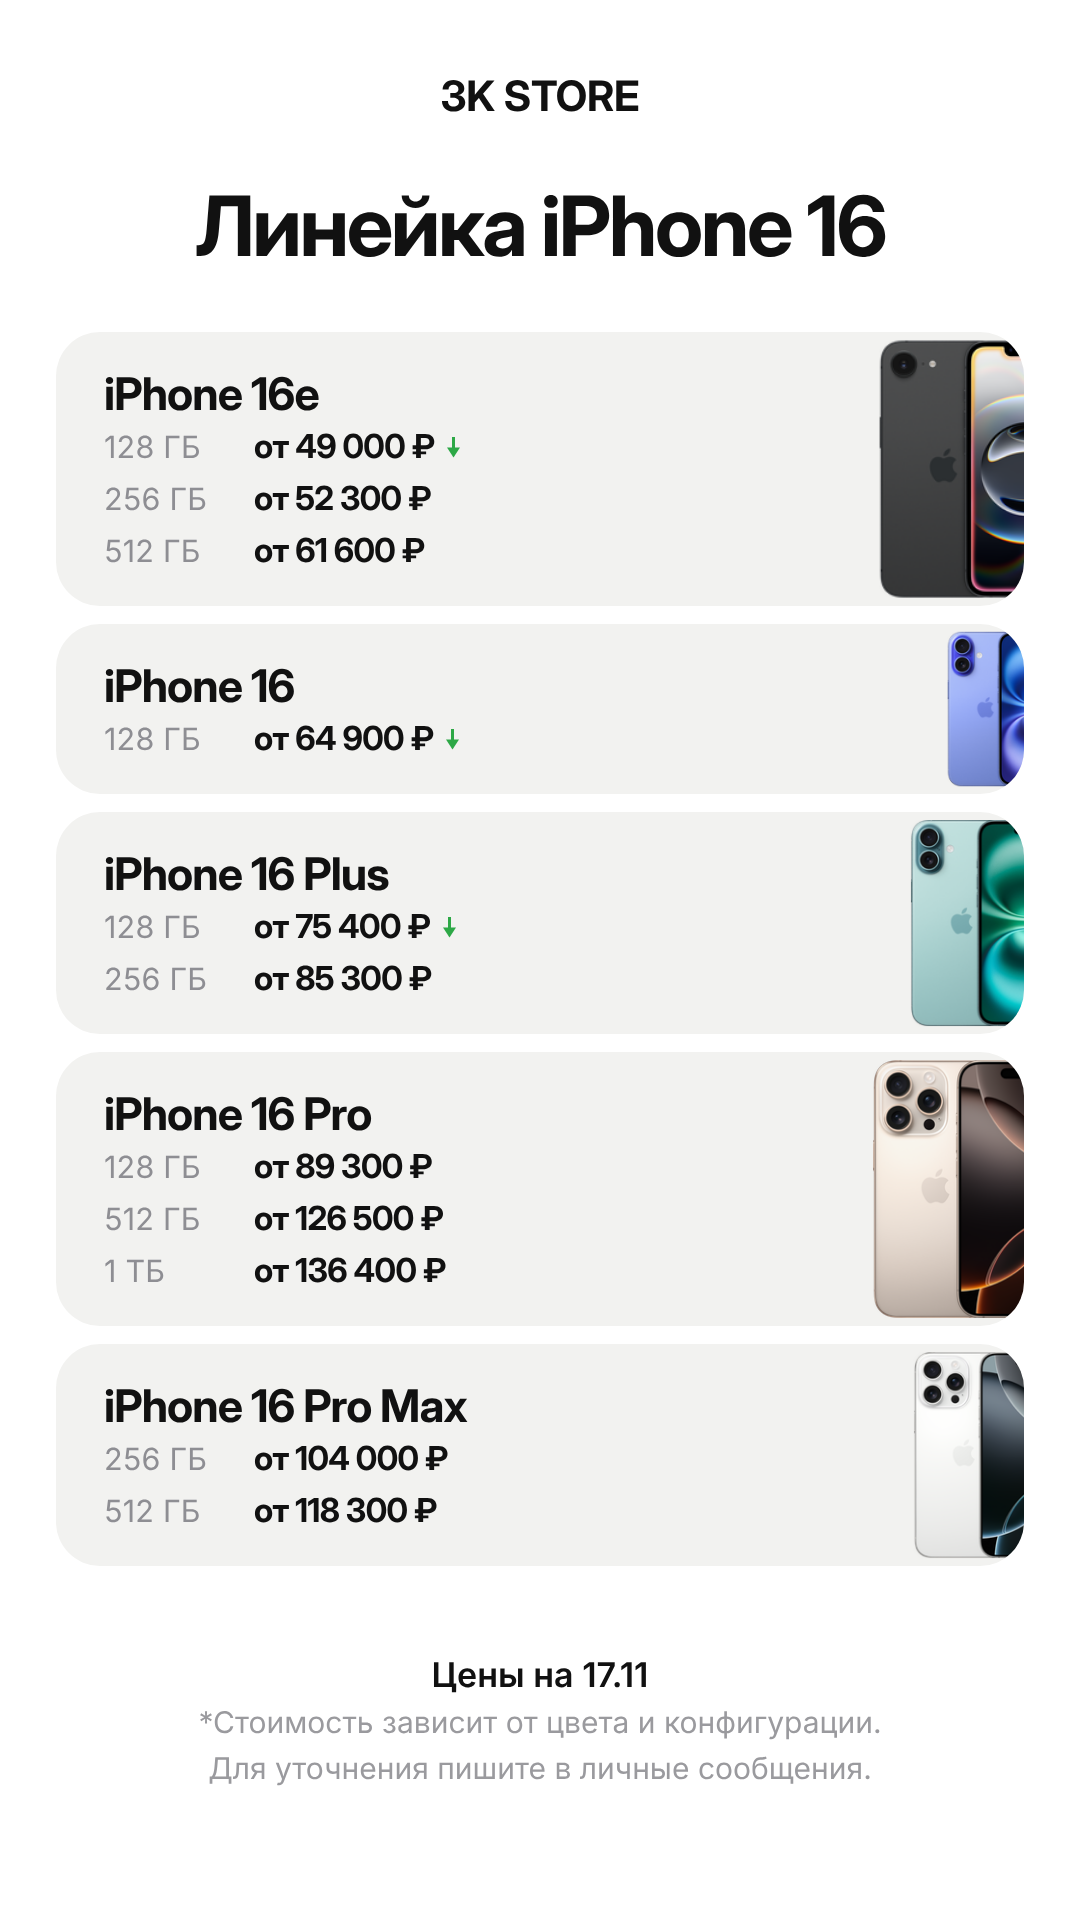 3K STORE
Линейка iPhone 16
iPhone 16e
128 ГБ от 49 000 ₽ ↓
256 ГБ от 52 300 ₽
512 ГБ от 61 600 ₽
iPhone 16
128 ГБ от 64 900 ₽ ↓
iPhone 16 Plus
128 ГБ от 75 400 ₽ ↓
256 ГБ от 85 300 ₽
iPhone 16 Pro
128 ГБ от 89 300 ₽
512 ГБ от 126 500 ₽
1 ТБ от 136 400 ₽
iPhone 16 Pro Max
256 ГБ от 104 000 ₽
512 ГБ от 118 300 ₽
Цены на 17.11
*Стоимость зависит от цвета и конфигурации.
Для уточнения пишите в личные сообщения.